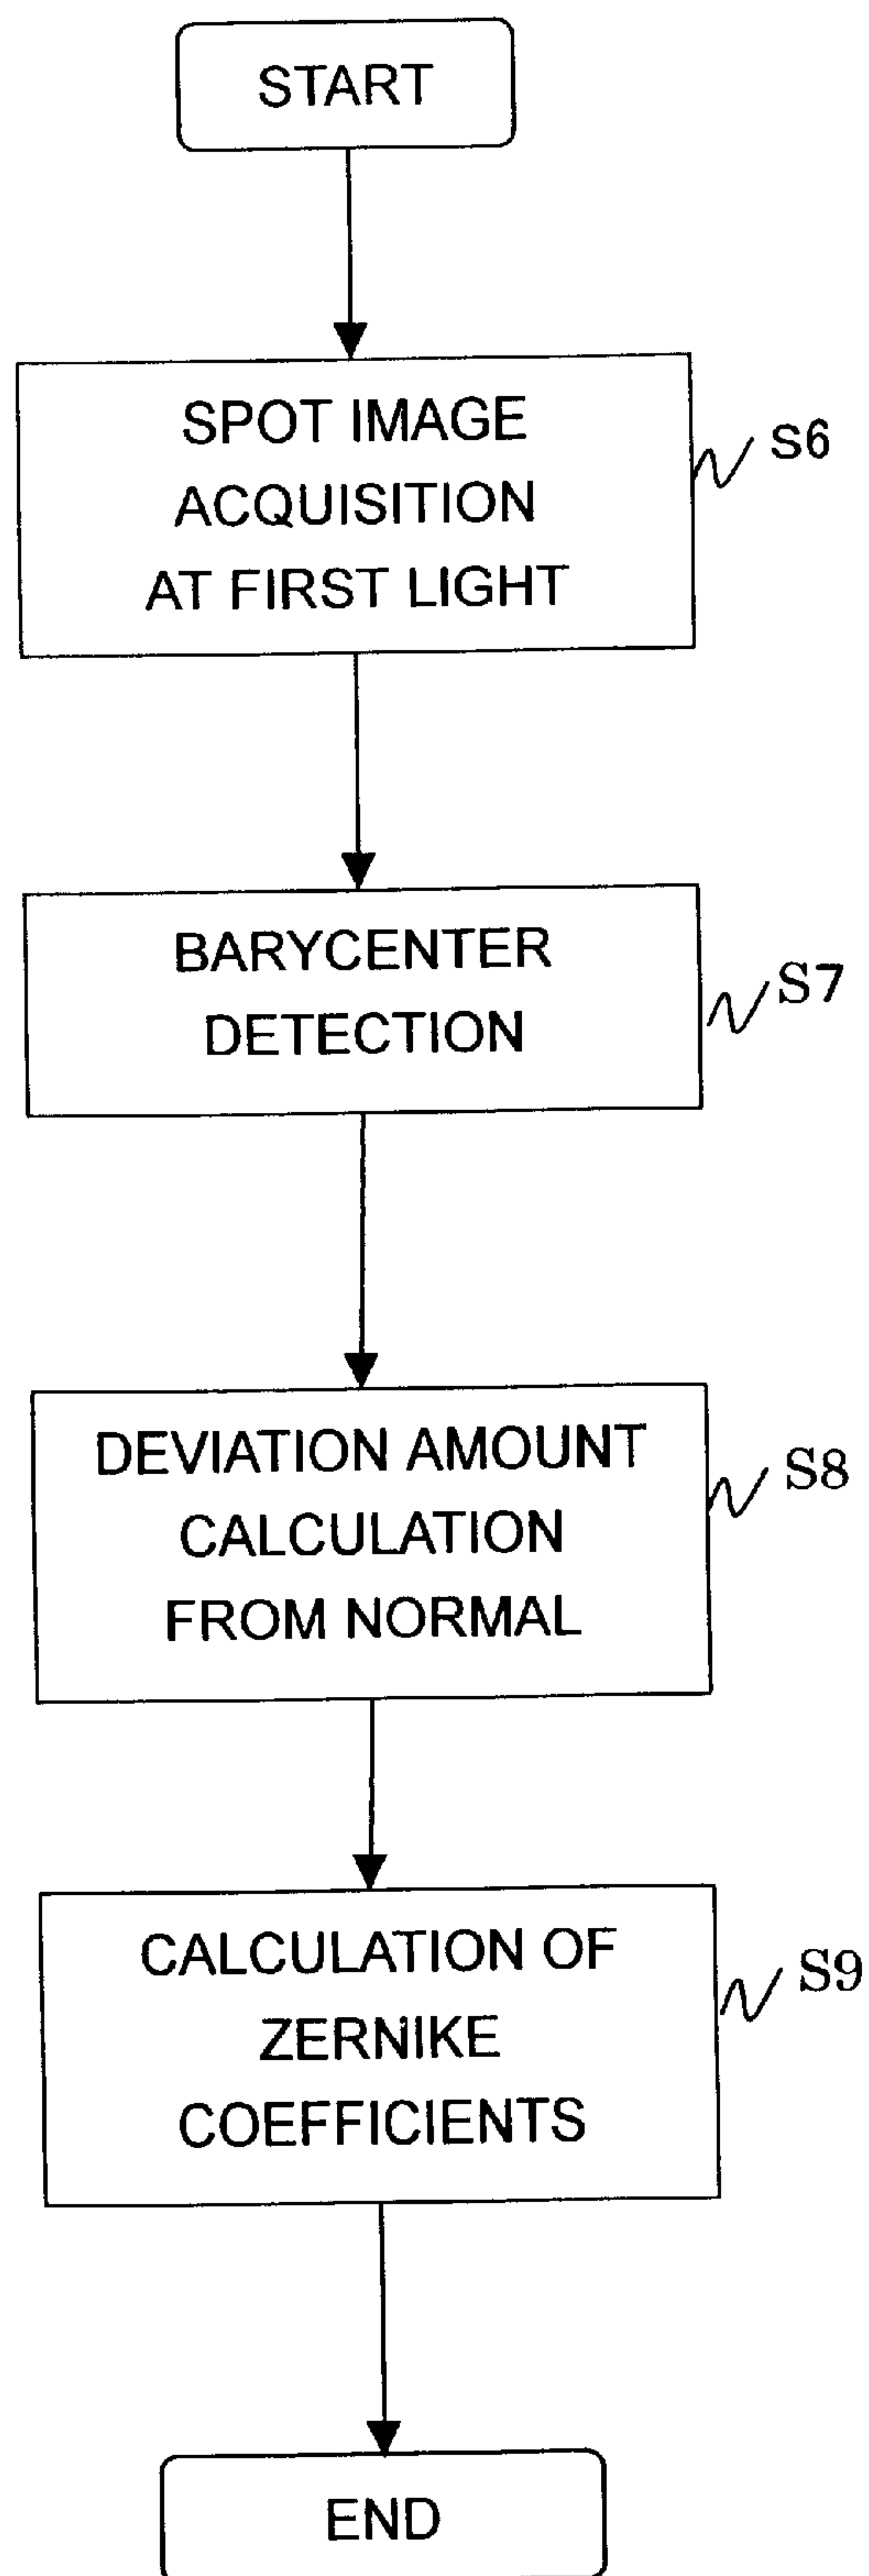 START
SPOT IMAGE
ACQUISITION
AT FIRST LIGHT
S6
BARYCENTER
DETECTION
S7
DEVIATION AMOUNT
CALCULATION
FROM NORMAL
S8
CALCULATION OF
ZERNIKE
COEFFICIENTS
S9
END